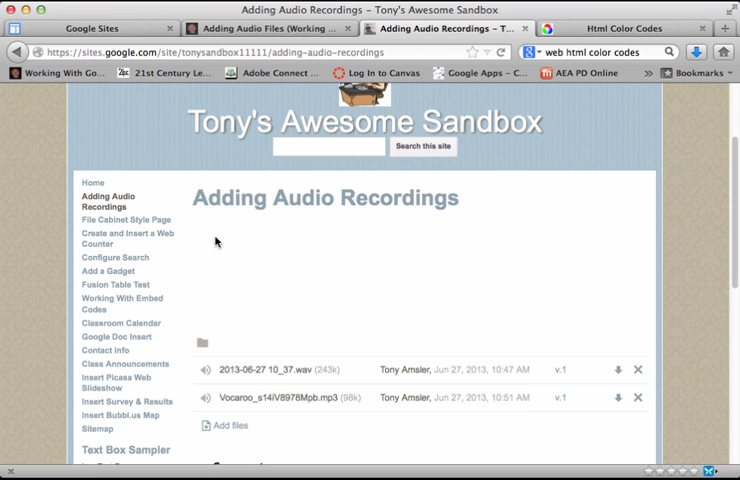 Adding Audio Recordings – Tony's Awesome Sandbox
Google Sites
Adding Audio Files (Working ...
Adding Audio Recordings – T...
Html Color Codes
https://sites.google.com/site/tonysandbox11111/adding-audio-recordings
web html color codes
Working With Go...
21st Century Le...
Adobe Connect ...
Log In to Canvas
Google Apps - C...
AEA PD Online
Bookmarks
Tony's Awesome Sandbox
Search this site
Home
Adding Audio
Recordings
File Cabinet Style Page
Create and Insert a Web
Counter
Configure Search
Add a Gadget
Fusion Table Test
Working With Embed
Codes
Classroom Calendar
Google Doc Insert
Contact Info
Class Announcements
Insert Picasa Web
Slideshow
Insert Survey & Results
Insert Bubbl.us Map
Sitemap
Text Box Sampler
Adding Audio Recordings
2013-06-27 10_37.wav (243k) Tony Amsler, Jun 27, 2013, 10:47 AM v.1
Vocaroo_s14iV8978Mpb.mp3 (98k) Tony Amsler, Jun 27, 2013, 10:51 AM v.1
Add files